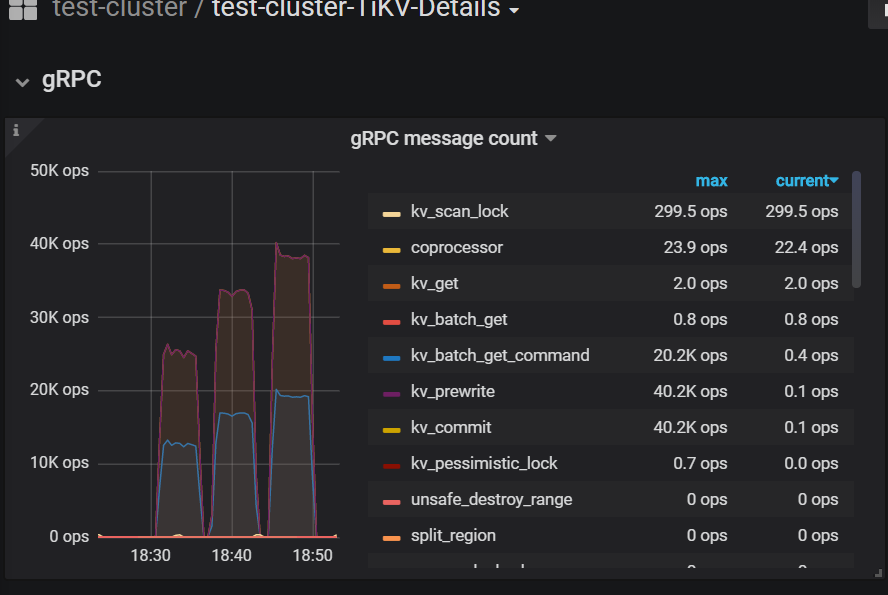 test-cluster / test-cluster-TiKV-Details
gRPC
i
gRPC message count
50K ops
40K ops
30K ops
20K ops
10K ops
0 ops
18:30 18:40 18:50
max current
kv_scan_lock 299.5 ops 299.5 ops
coprocessor 23.9 ops 22.4 ops
kv_get 2.0 ops 2.0 ops
kv_batch_get 0.8 ops 0.8 ops
kv_batch_get_command 20.2K ops 0.4 ops
kv_prewrite 40.2K ops 0.1 ops
kv_commit 40.2K ops 0.1 ops
kv_pessimistic_lock 0.7 ops 0.0 ops
unsafe_destroy_range 0 ops 0 ops
split_region 0 ops 0 ops